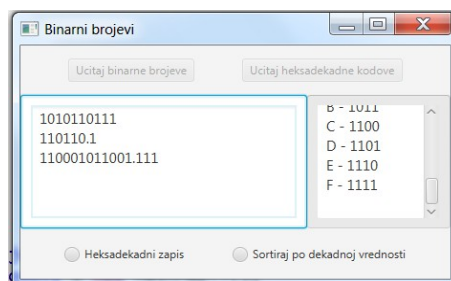 Binarni brojevi
Ucitaj binarne brojeve
Ucitaj heksadekadne kodove
1010110111
110110.1
110001011001.111
B - 1011
C - 1100
D - 1101
E - 1110
F - 1111
Heksadekadni zapis
Sortiraj po dekadnoj vrednosti